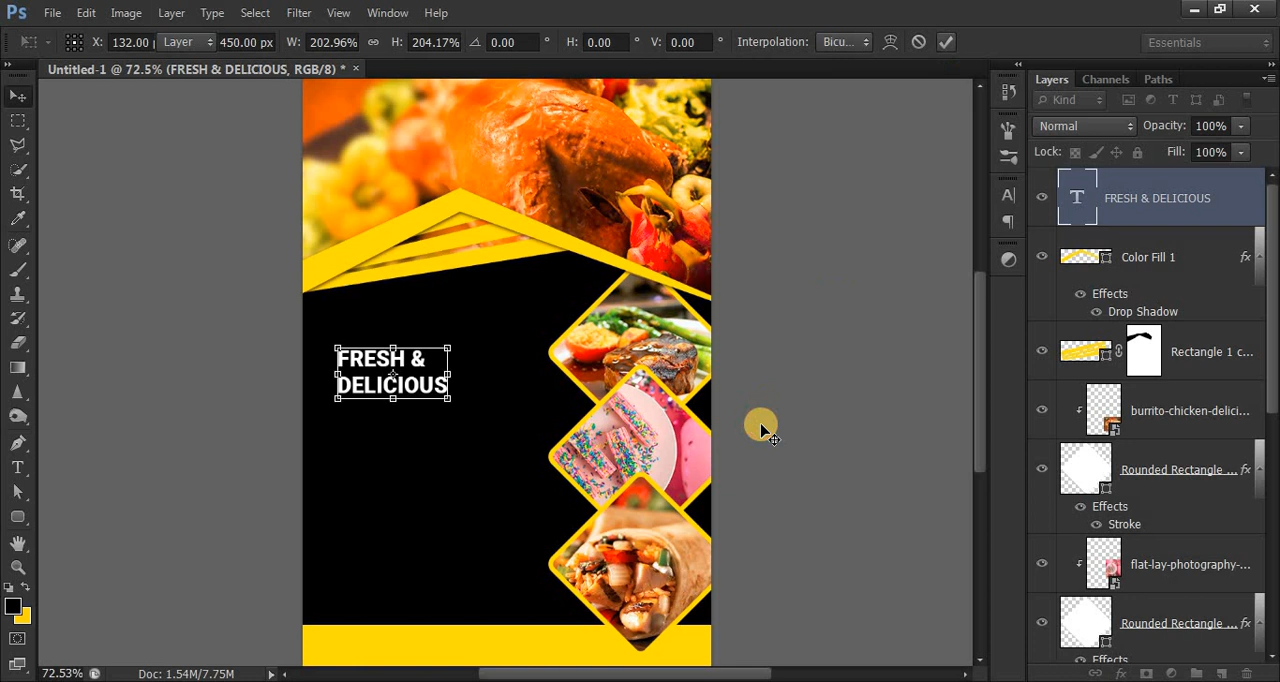 Ps File Edit Image Layer Type Select Filter View Window Help
X: 132.00 Layer 450.00 px W: 202.96% H: 204.17% 0.00 ° H: 0.00 ° V: 0.00 ° Interpolation: Bicu... Essentials
Untitled-1 @ 72.5% (FRESH & DELICIOUS, RGB/8) * ×
Layers Channels Paths
Kind
Normal Opacity: 100%
Lock: Fill: 100%
T FRESH & DELICIOUS
Color Fill 1 fx
Effects
Drop Shadow
Rectangle 1 c...
burrito-chicken-delici...
Rounded Rectangle ... fx
Effects
Stroke
flat-lay-photography-...
Rounded Rectangle ... fx
Effects
FRESH &
DELICIOUS
72.53% Doc: 1.54M/7.75M